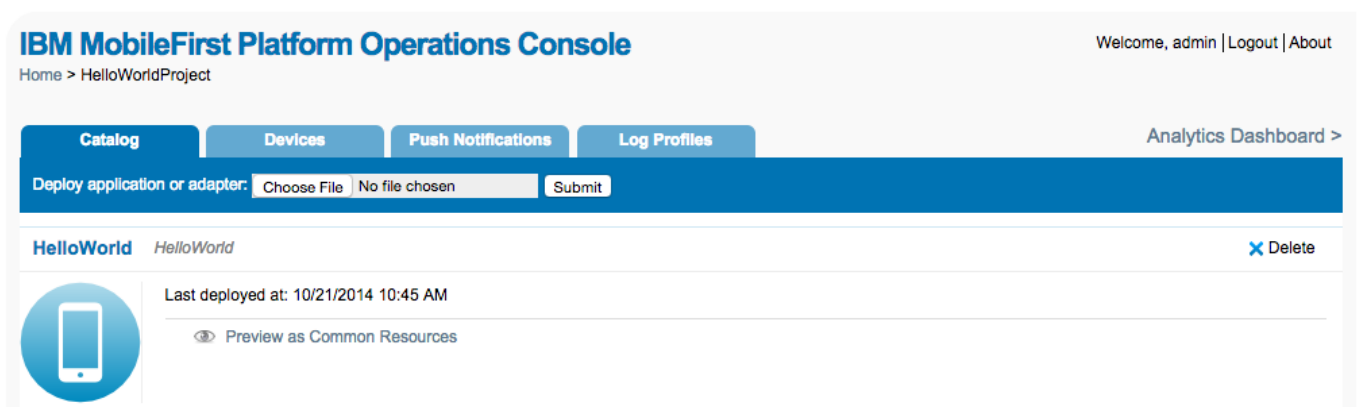 IBM MobileFirst Platform Operations Console
Welcome, admin | Logout | About
Home > HelloWorldProject
Catalog Devices Push Notifications Log Profiles Analytics Dashboard >
Deploy application or adapter: Choose File No file chosen Submit
HelloWorld HelloWorld Delete
Last deployed at: 10/21/2014 10:45 AM
Preview as Common Resources